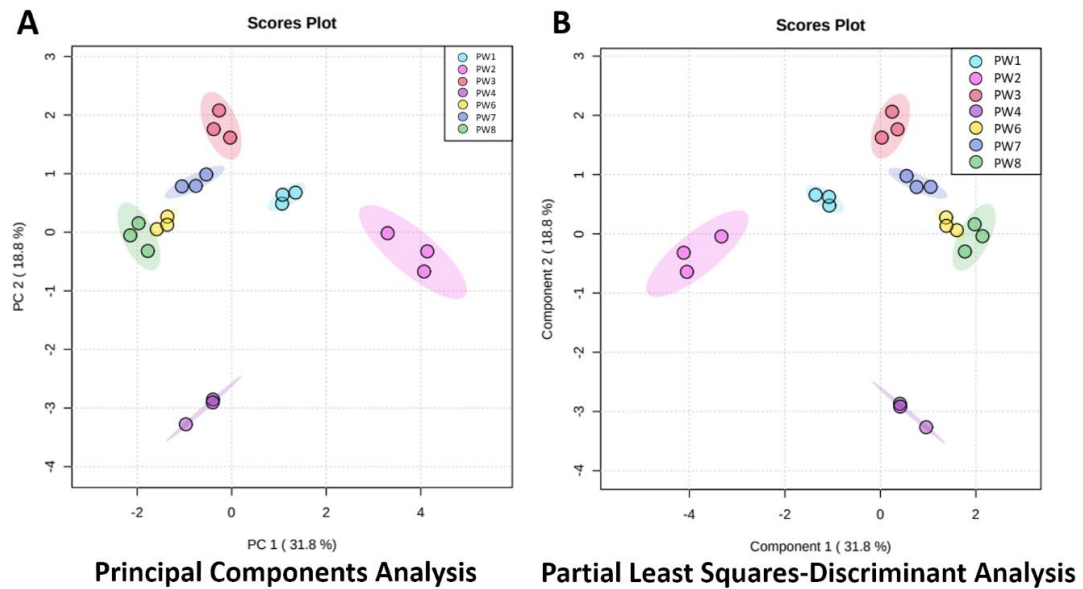 A
Scores Plot
PC 2 ( 18.8 %)
3
2
1
0
-1
-2
-3
-4
PW1
PW2
PW3
PW4
PW6
PW7
PW8
-2
0
2
4
PC 1 ( 31.8 %)
Principal Components Analysis
B
Scores Plot
Component 2 ( 18.8 %)
3
2
1
0
-1
-2
-3
-4
PW1
PW2
PW3
PW4
PW6
PW7
PW8
-4
-2
0
2
Component 1 ( 31.8 %)
Partial Least Squares-Discriminant Analysis